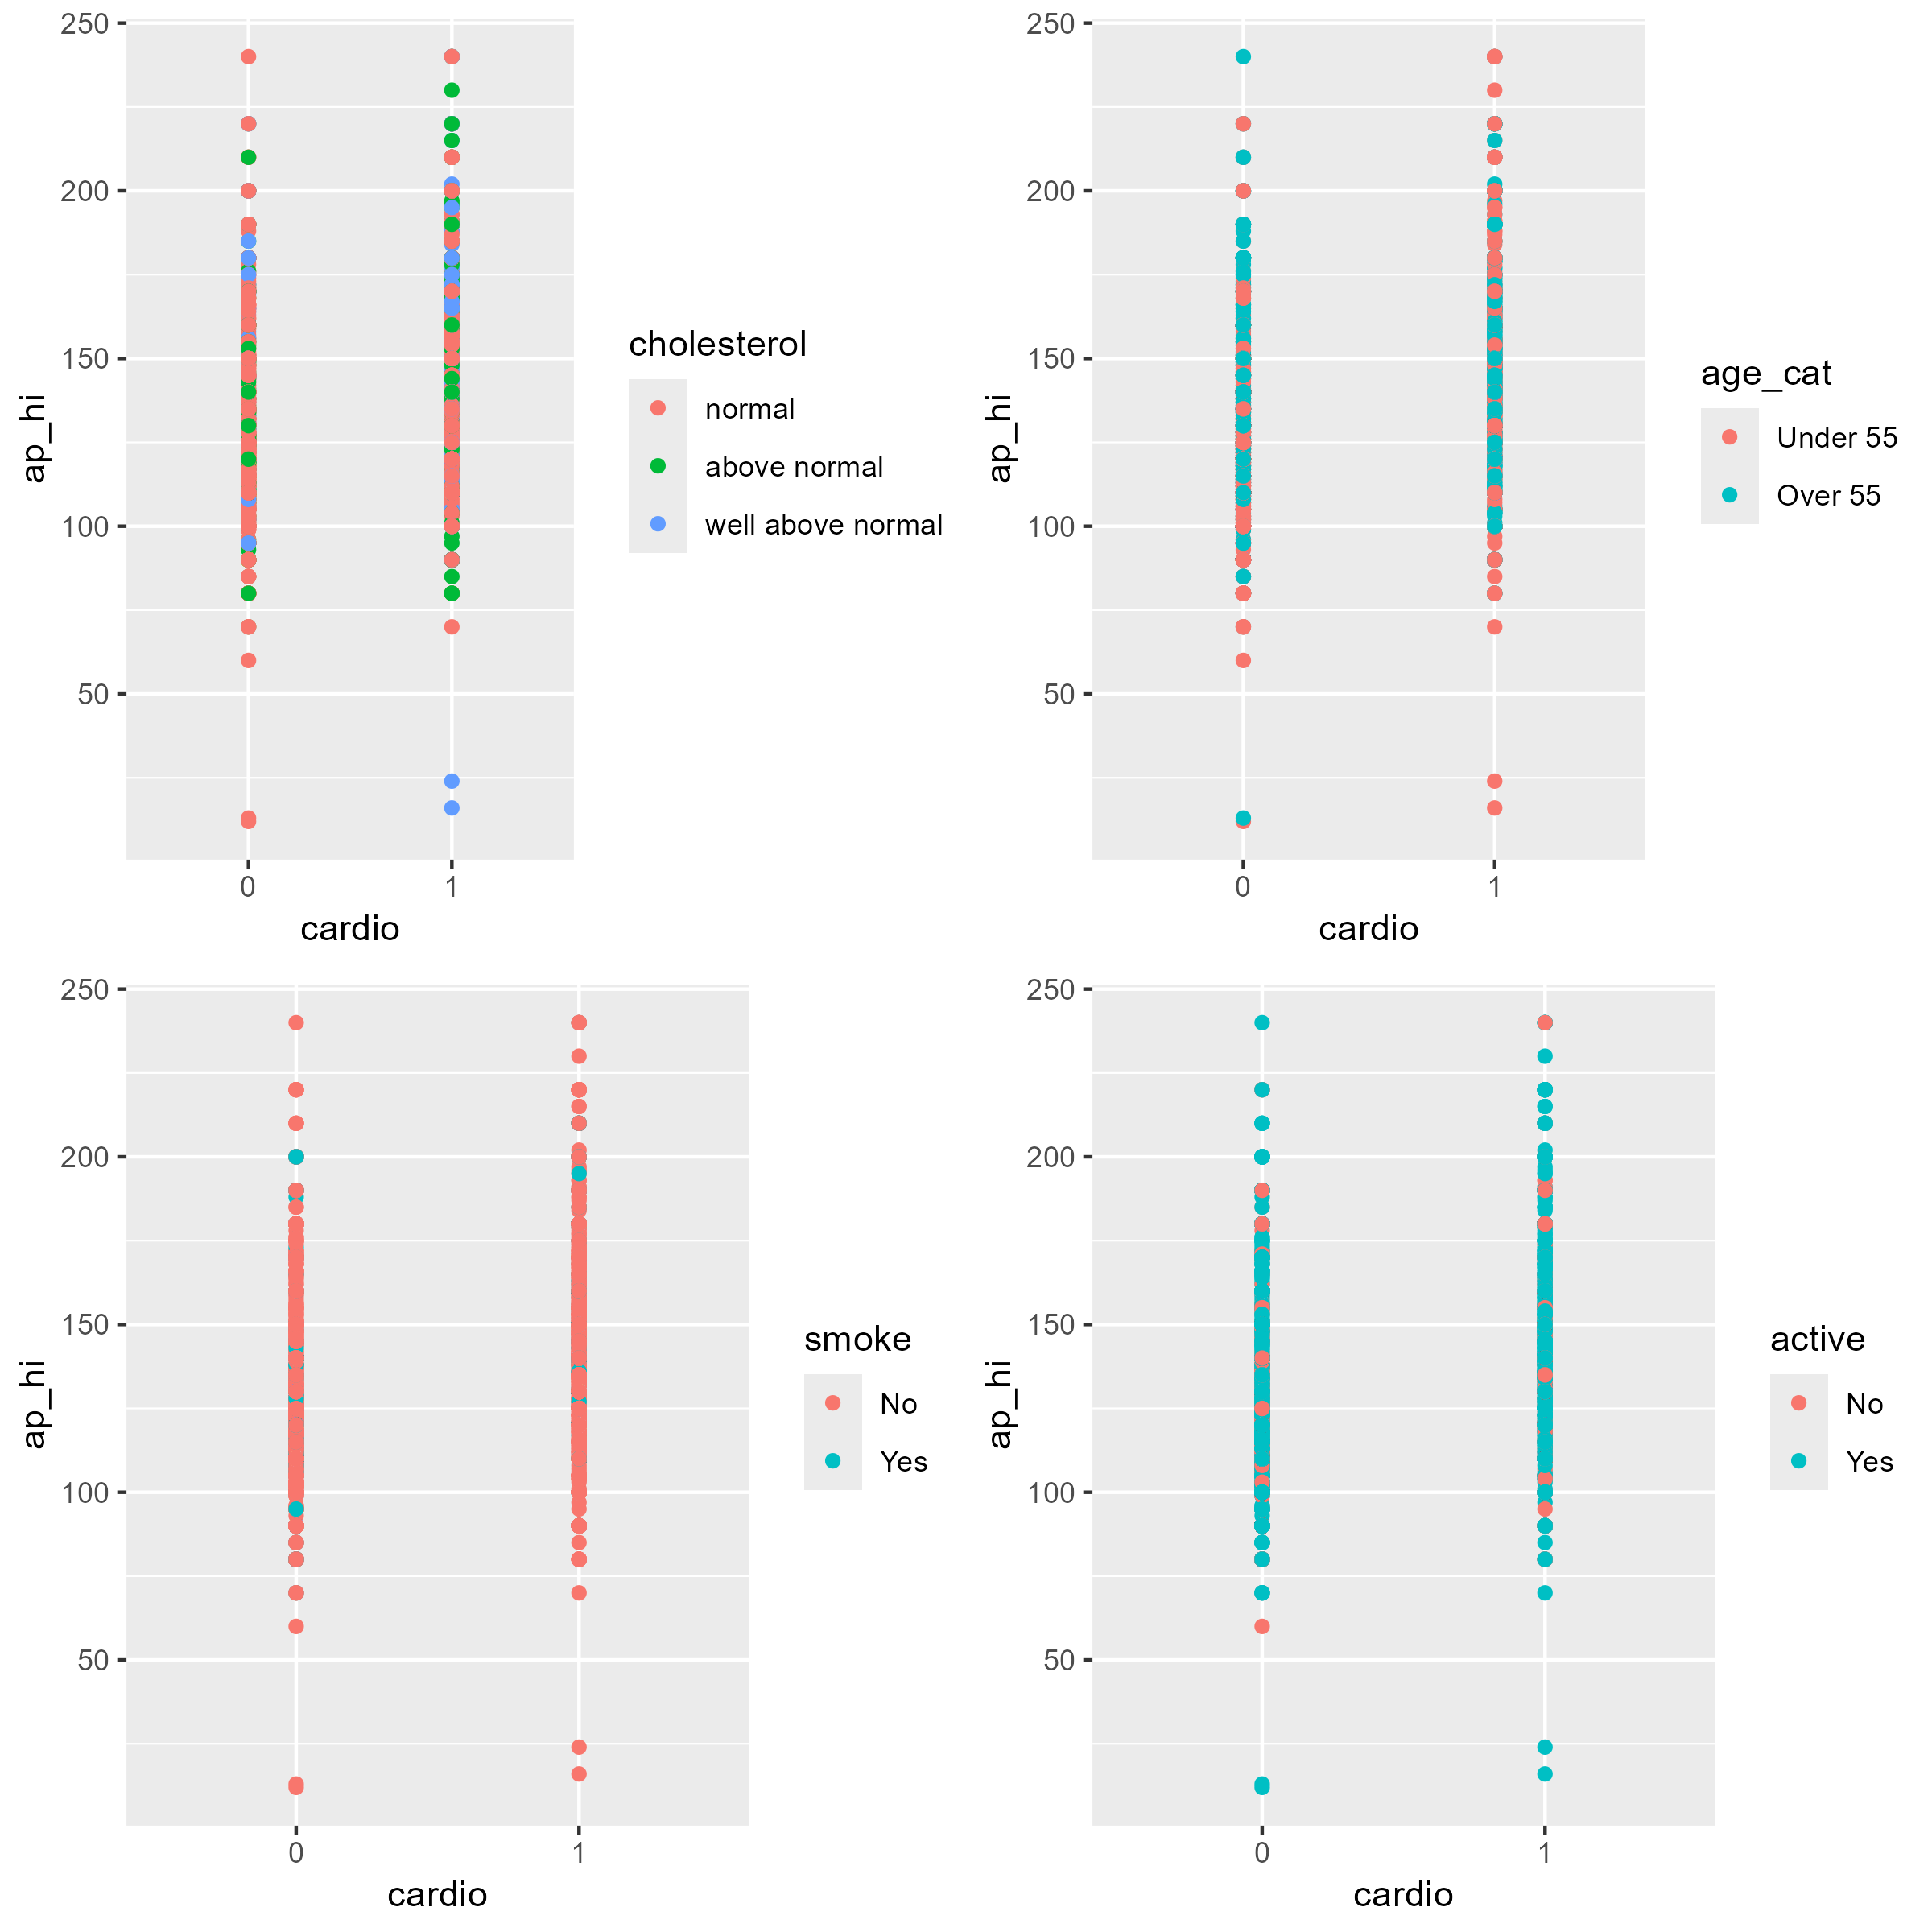 250
200
150
100
50
ap_hi
0 1
cardio
cholesterol
normal
above normal
well above normal
250
200
150
100
50
ap_hi
0 1
cardio
age_cat
Under 55
Over 55
250
200
150
100
50
ap_hi
0 1
cardio
smoke
No
Yes
250
200
150
100
50
ap_hi
0 1
cardio
active
No
Yes